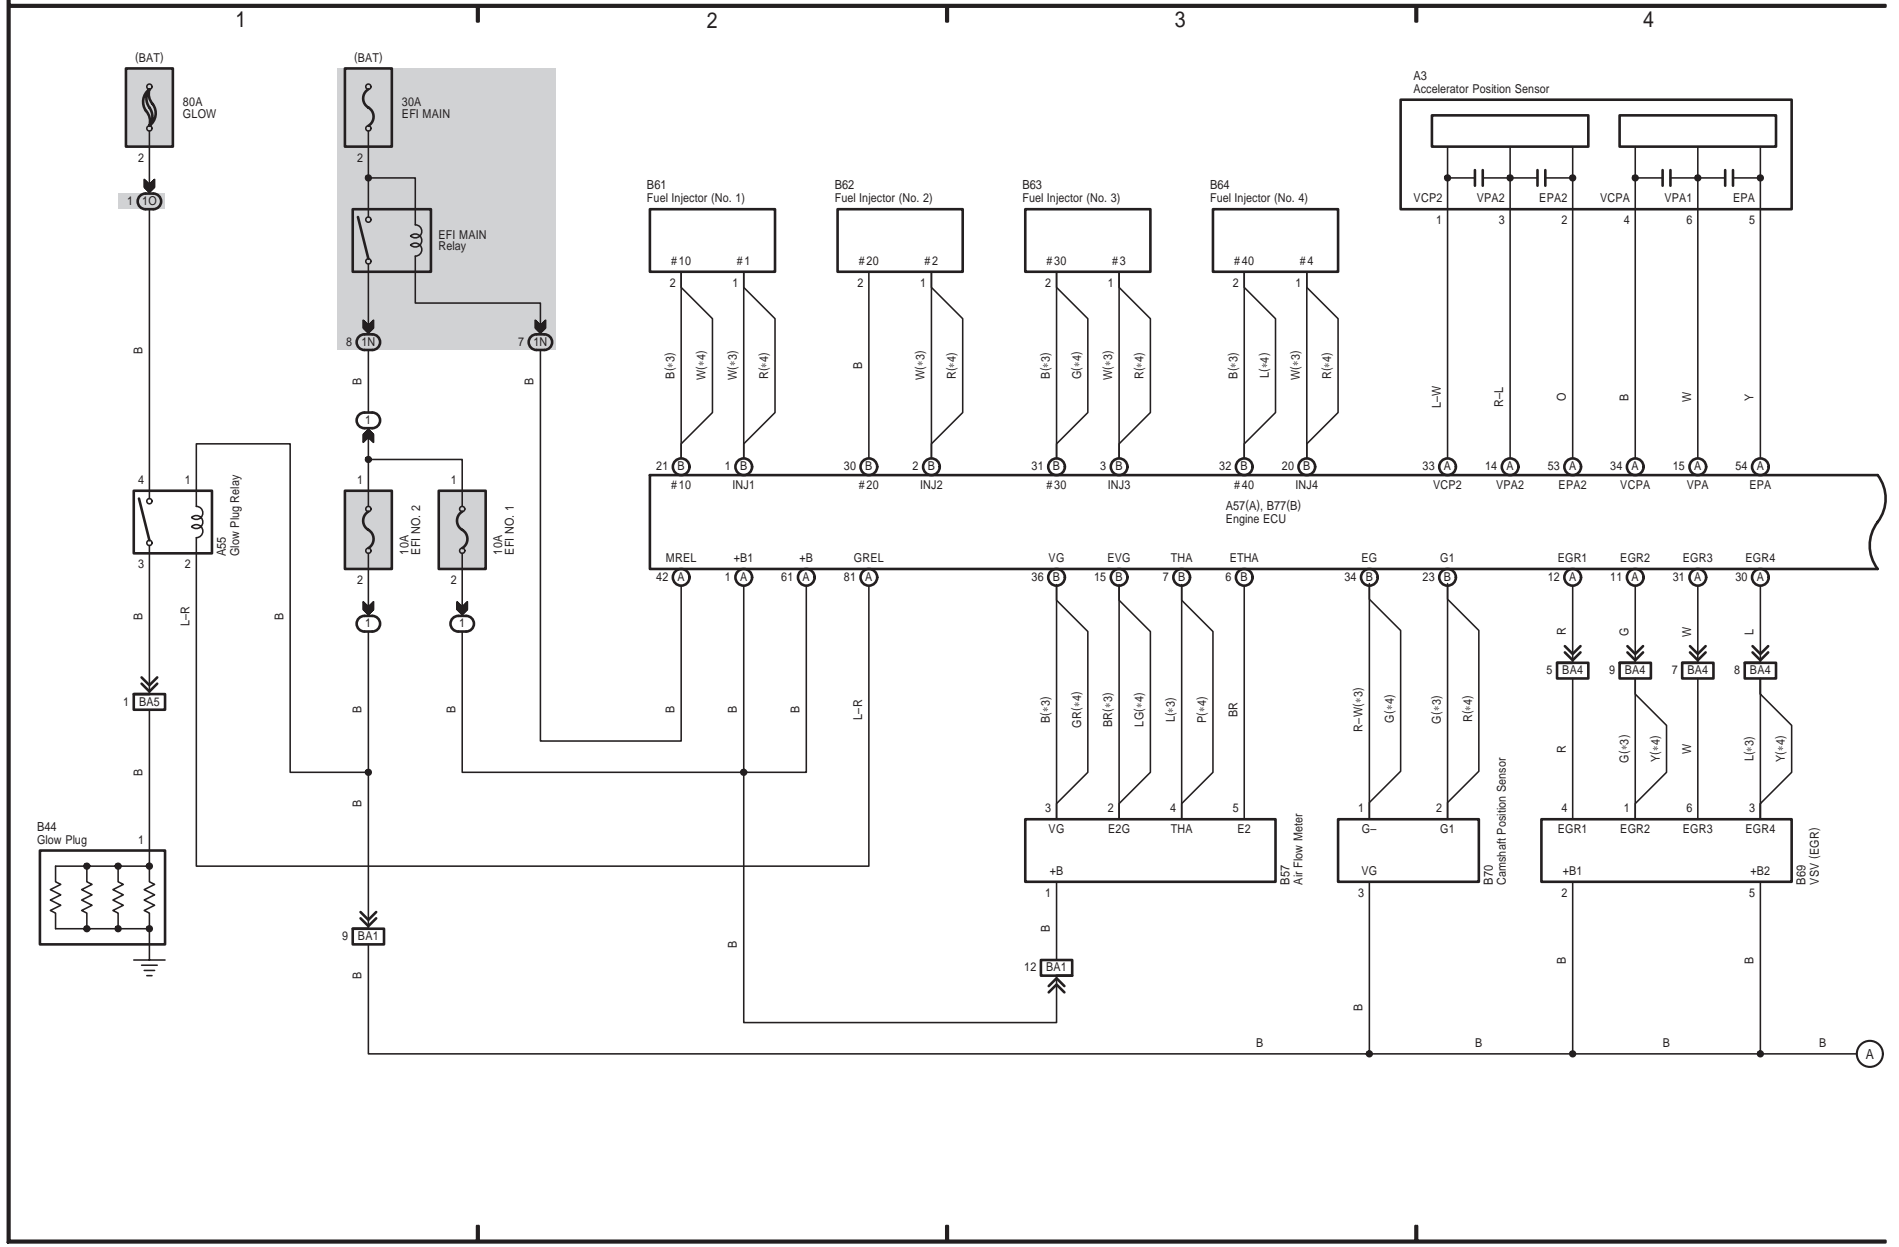 1 2 3 4
(BAT)
80A
GLOW
2
1 1O
B
4 1
A55
Glow Plug Relay
3 2
B L–R B
1 BA5
B
B44
Glow Plug
1
(BAT)
30A
EFI MAIN
2
EFI MAIN
Relay
8 1N 7 1N
B B
1
1 1
10A
EFI NO. 2
10A
EFI NO. 1
2 2
1 1
B B
B
9 BA1
B
B61
Fuel Injector (No. 1)
#10 #1
2 1
B(*3) W(*4) W(*3) R(*4)
B62
Fuel Injector (No. 2)
#20 #2
2 1
B W(*3) R(*4)
B63
Fuel Injector (No. 3)
#30 #3
2 1
B(*3) G(*4) W(*3) R(*4)
B64
Fuel Injector (No. 4)
#40 #4
2 1
B(*3) L(*4) W(*3) R(*4)
A3
Accelerator Position Sensor
VCP2 VPA2 EPA2 VCPA VPA1 EPA
1 3 2 4 6 5
L–W R–L O B W Y
21 B 1 B 30 B 2 B 31 B 3 B 32 B 20 B 33 A 14 A 53 A 34 A 15 A 54 A
#10 INJ1 #20 INJ2 #30 INJ3 #40 INJ4 VCP2 VPA2 EPA2 VCPA VPA EPA
A57(A), B77(B)
Engine ECU
MREL +B1 +B GREL VG EVG THA ETHA EG G1 EGR1 EGR2 EGR3 EGR4
42 A 1 A 61 A 81 A 36 B 15 B 7 B 6 B 34 B 23 B 12 A 11 A 31 A 30 A
R G W L
5 BA4 9 BA4 7 BA4 8 BA4
B B B L–R
B(*3) GR(*4) BR(*3) LG(*4) L(*3) P(*4) BR
R–W(*3) G(*4) G(*3) R(*4)
R G(*3) Y(*4) W L(*3) Y(*4)
3 2 4 5 1 2 4 1 6 3
VG E2G THA E2
+B
B57
Air Flow Meter
G– G1
VG
B70
Camshaft Position Sensor
EGR1 EGR2 EGR3 EGR4
+B1 +B2
B69
VSV (EGR)
1 3 2 5
B B B B
12 BA1
B
B B B B A